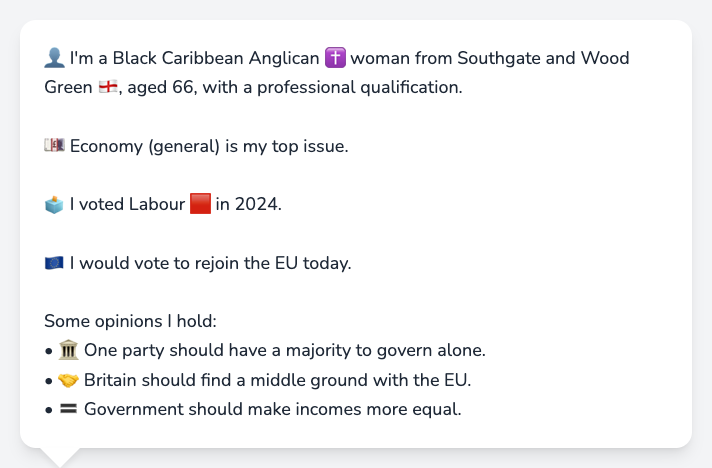 👤 I'm a Black Caribbean Anglican ✝️ woman from Southgate and Wood
Green 🏴󠁧󠁢󠁥󠁮󠁧󠁿, aged 66, with a professional qualification.
💷 Economy (general) is my top issue.
🗳️ I voted Labour 🟥 in 2024.
🇪🇺 I would vote to rejoin the EU today.
Some opinions I hold:
• 🏛️ One party should have a majority to govern alone.
• 🤝 Britain should find a middle ground with the EU.
• 🟰 Government should make incomes more equal.